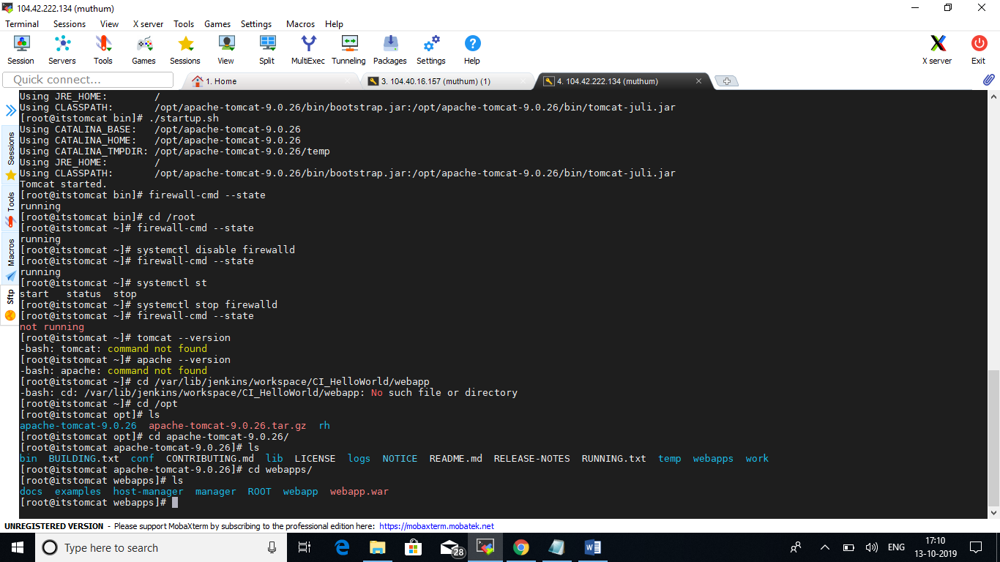 104.42.222.134 (muthum)
Terminal Sessions View X server Tools Games Settings Macros Help
Session Servers Tools Games Sessions View Split MultiExec Tunneling Packages Settings Help X server Exit
Quick connect... 1. Home 3. 104.40.16.157 (muthum) (1) 4. 104.42.222.134 (muthum)
Sessions
Tools
Macros
Sftp
Using JRE_HOME:        /
Using CLASSPATH:       /opt/apache-tomcat-9.0.26/bin/bootstrap.jar:/opt/apache-tomcat-9.0.26/bin/tomcat-juli.jar
[root@itstomcat bin]# ./startup.sh
Using CATALINA_BASE:   /opt/apache-tomcat-9.0.26
Using CATALINA_HOME:   /opt/apache-tomcat-9.0.26
Using CATALINA_TMPDIR: /opt/apache-tomcat-9.0.26/temp
Using JRE_HOME:        /
Using CLASSPATH:       /opt/apache-tomcat-9.0.26/bin/bootstrap.jar:/opt/apache-tomcat-9.0.26/bin/tomcat-juli.jar
Tomcat started.
[root@itstomcat bin]# firewall-cmd --state
running
[root@itstomcat bin]# cd /root
[root@itstomcat ~]# firewall-cmd --state
running
[root@itstomcat ~]# systemctl disable firewalld
[root@itstomcat ~]# firewall-cmd --state
running
[root@itstomcat ~]# systemctl st
start   status  stop
[root@itstomcat ~]# systemctl stop firewalld
[root@itstomcat ~]# firewall-cmd --state
not running
[root@itstomcat ~]# tomcat --version
-bash: tomcat: command not found
[root@itstomcat ~]# apache --version
-bash: apache: command not found
[root@itstomcat ~]# cd /var/lib/jenkins/workspace/CI_HelloWorld/webapp
-bash: cd: /var/lib/jenkins/workspace/CI_HelloWorld/webapp: No such file or directory
[root@itstomcat ~]# cd /opt
[root@itstomcat opt]# ls
apache-tomcat-9.0.26  apache-tomcat-9.0.26.tar.gz  rh
[root@itstomcat opt]# cd apache-tomcat-9.0.26/
[root@itstomcat apache-tomcat-9.0.26]# ls
bin  BUILDING.txt  conf  CONTRIBUTING.md  lib  LICENSE  logs  NOTICE  README.md  RELEASE-NOTES  RUNNING.txt  temp  webapps  work
[root@itstomcat apache-tomcat-9.0.26]# cd webapps/
[root@itstomcat webapps]# ls
docs  examples  host-manager  manager  ROOT  webapp  webapp.war
[root@itstomcat webapps]#
UNREGISTERED VERSION - Please support MobaXterm by subscribing to the professional edition here: https://mobaxterm.mobatek.net
Type here to search 28 ENG 17:10
13-10-2019